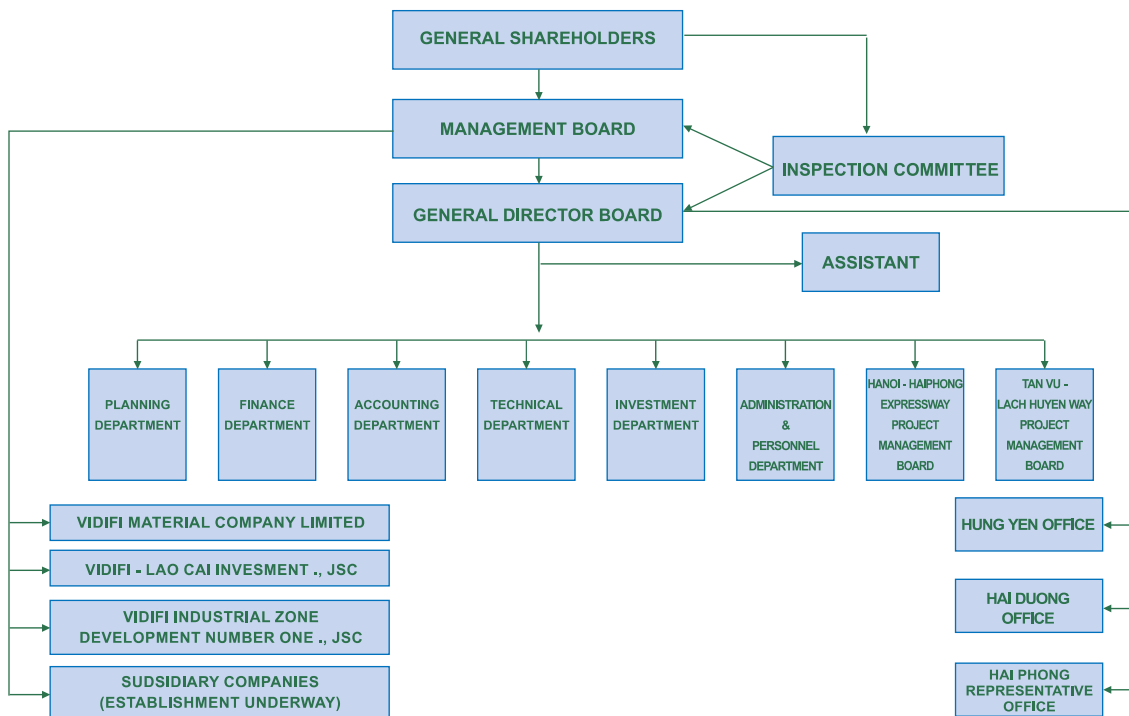 GENERAL SHAREHOLDERS
MANAGEMENT BOARD
INSPECTION COMMITTEE
GENERAL DIRECTOR BOARD
ASSISTANT
PLANNING
DEPARTMENT
FINANCE
DEPARTMENT
ACCOUNTING
DEPARTMENT
TECHNICAL
DEPARTMENT
INVESTMENT
DEPARTMENT
ADMINISTRATION
&
PERSONNEL
DEPARTMENT
HANOI - HAIPHONG
EXPRESSWAY
PROJECT
MANAGEMENT
BOARD
TAN VU -
LACH HUYEN WAY
PROJECT
MANAGEMENT
BOARD
VIDIFI MATERIAL COMPANY LIMITED
VIDIFI - LAO CAI INVESMENT ., JSC
VIDIFI INDUSTRIAL ZONE
DEVELOPMENT NUMBER ONE ., JSC
SUDSIDIARY COMPANIES
(ESTABLISHMENT UNDERWAY)
HUNG YEN OFFICE
HAI DUONG
OFFICE
HAI PHONG
REPRESENTATIVE
OFFICE